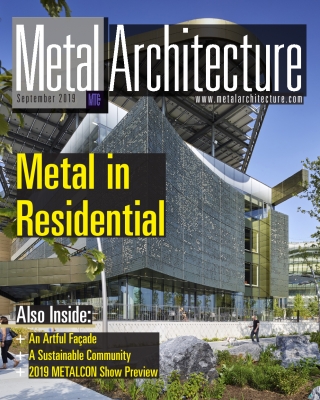 Metal Architecture
September 2019 MTC www.metalarchitecture.com
Metal in
Residential
Also Inside:
+ An Artful Façade
+ A Sustainable Community
+ 2019 METALCON Show Preview